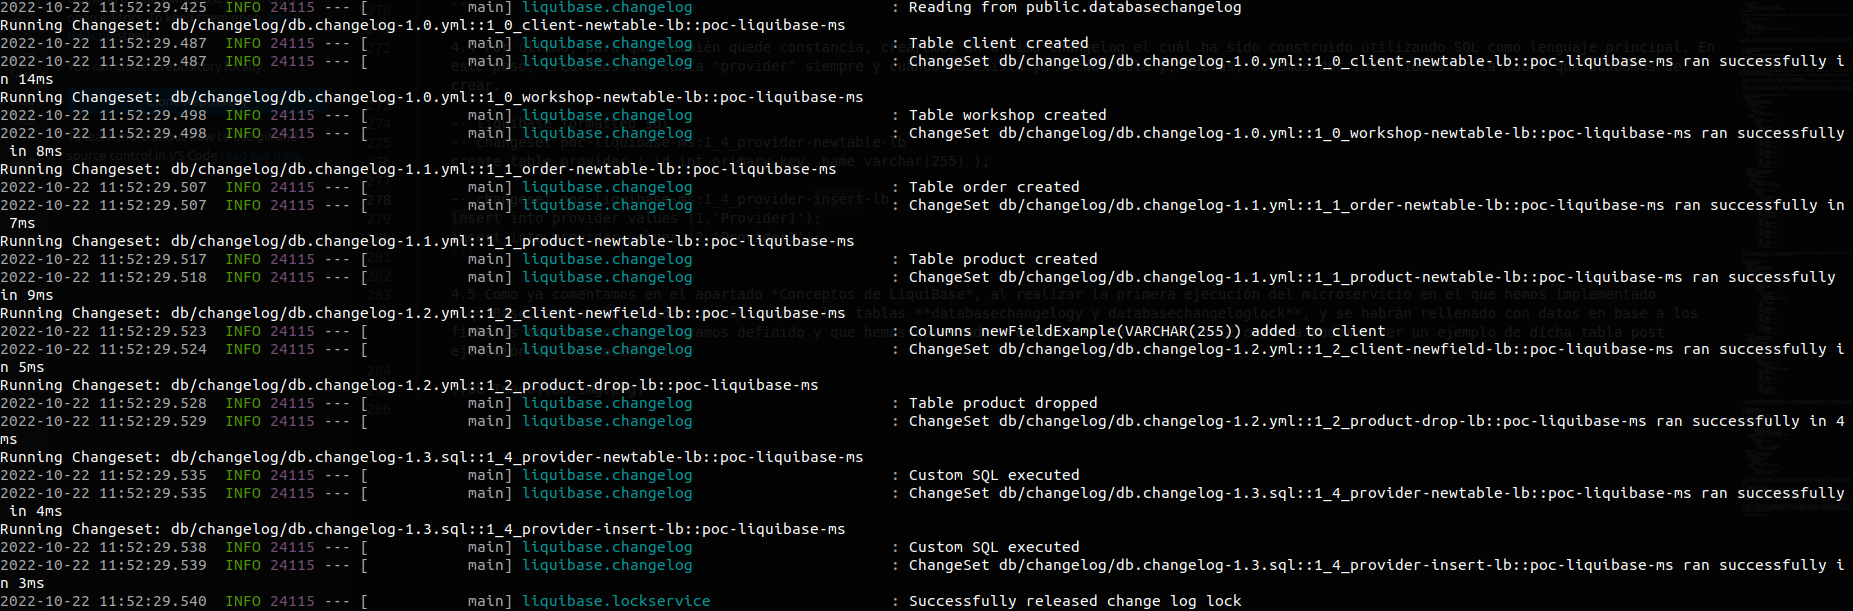 2022-10-22 11:52:29.425  INFO 24115 --- [           main] liquibase.changelog                      : Reading from public.databasechangelog
Running Changeset: db/changelog/db.changelog-1.0.yml::1_0_client-newtable-lb::poc-liquibase-ms
2022-10-22 11:52:29.487  INFO 24115 --- [           main] liquibase.changelog                      : Table client created
2022-10-22 11:52:29.487  INFO 24115 --- [           main] liquibase.changelog                      : ChangeSet db/changelog/db.changelog-1.0.yml::1_0_client-newtable-lb::poc-liquibase-ms ran successfully i
n 14ms
Running Changeset: db/changelog/db.changelog-1.0.yml::1_0_workshop-newtable-lb::poc-liquibase-ms
2022-10-22 11:52:29.498  INFO 24115 --- [           main] liquibase.changelog                      : Table workshop created
2022-10-22 11:52:29.498  INFO 24115 --- [           main] liquibase.changelog                      : ChangeSet db/changelog/db.changelog-1.0.yml::1_0_workshop-newtable-lb::poc-liquibase-ms ran successfully
 in 8ms
Running Changeset: db/changelog/db.changelog-1.1.yml::1_1_order-newtable-lb::poc-liquibase-ms
2022-10-22 11:52:29.507  INFO 24115 --- [           main] liquibase.changelog                      : Table order created
2022-10-22 11:52:29.507  INFO 24115 --- [           main] liquibase.changelog                      : ChangeSet db/changelog/db.changelog-1.1.yml::1_1_order-newtable-lb::poc-liquibase-ms ran successfully in
 7ms
Running Changeset: db/changelog/db.changelog-1.1.yml::1_1_product-newtable-lb::poc-liquibase-ms
2022-10-22 11:52:29.517  INFO 24115 --- [           main] liquibase.changelog                      : Table product created
2022-10-22 11:52:29.518  INFO 24115 --- [           main] liquibase.changelog                      : ChangeSet db/changelog/db.changelog-1.1.yml::1_1_product-newtable-lb::poc-liquibase-ms ran successfully
in 9ms
Running Changeset: db/changelog/db.changelog-1.2.yml::1_2_client-newfield-lb::poc-liquibase-ms
2022-10-22 11:52:29.523  INFO 24115 --- [           main] liquibase.changelog                      : Columns newFieldExample(VARCHAR(255)) added to client
2022-10-22 11:52:29.524  INFO 24115 --- [           main] liquibase.changelog                      : ChangeSet db/changelog/db.changelog-1.2.yml::1_2_client-newfield-lb::poc-liquibase-ms ran successfully i
n 5ms
Running Changeset: db/changelog/db.changelog-1.2.yml::1_2_product-drop-lb::poc-liquibase-ms
2022-10-22 11:52:29.528  INFO 24115 --- [           main] liquibase.changelog                      : Table product dropped
2022-10-22 11:52:29.529  INFO 24115 --- [           main] liquibase.changelog                      : ChangeSet db/changelog/db.changelog-1.2.yml::1_2_product-drop-lb::poc-liquibase-ms ran successfully in 4
ms
Running Changeset: db/changelog/db.changelog-1.3.sql::1_4_provider-newtable-lb::poc-liquibase-ms
2022-10-22 11:52:29.535  INFO 24115 --- [           main] liquibase.changelog                      : Custom SQL executed
2022-10-22 11:52:29.535  INFO 24115 --- [           main] liquibase.changelog                      : ChangeSet db/changelog/db.changelog-1.3.sql::1_4_provider-newtable-lb::poc-liquibase-ms ran successfully
 in 4ms
Running Changeset: db/changelog/db.changelog-1.3.sql::1_4_provider-insert-lb::poc-liquibase-ms
2022-10-22 11:52:29.538  INFO 24115 --- [           main] liquibase.changelog                      : Custom SQL executed
2022-10-22 11:52:29.539  INFO 24115 --- [           main] liquibase.changelog                      : ChangeSet db/changelog/db.changelog-1.3.sql::1_4_provider-insert-lb::poc-liquibase-ms ran successfully i
n 3ms
2022-10-22 11:52:29.540  INFO 24115 --- [           main] liquibase.lockservice                    : Successfully released change log lock